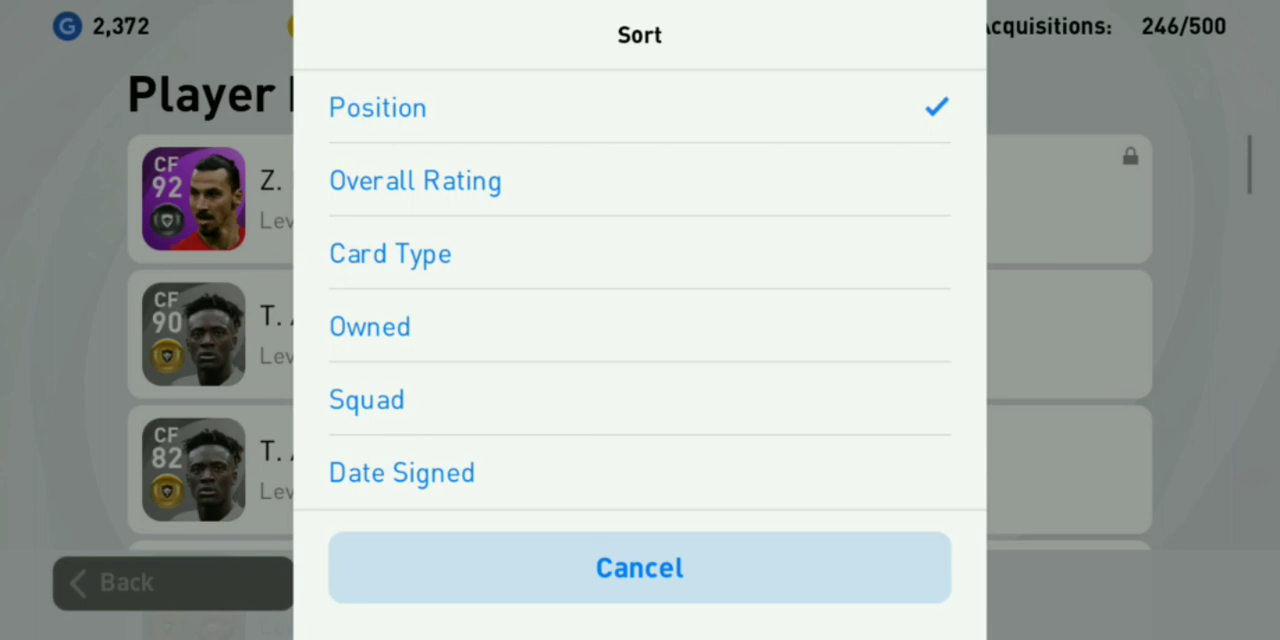 G 2,372
Acquisitions: 246/500
Sort
Player
Position
Overall Rating
Card Type
Owned
Squad
Date Signed
Cancel
CF
92
Z.
Lev
CF
90
T. A
Lev
CF
82
T. A
Lev
Back